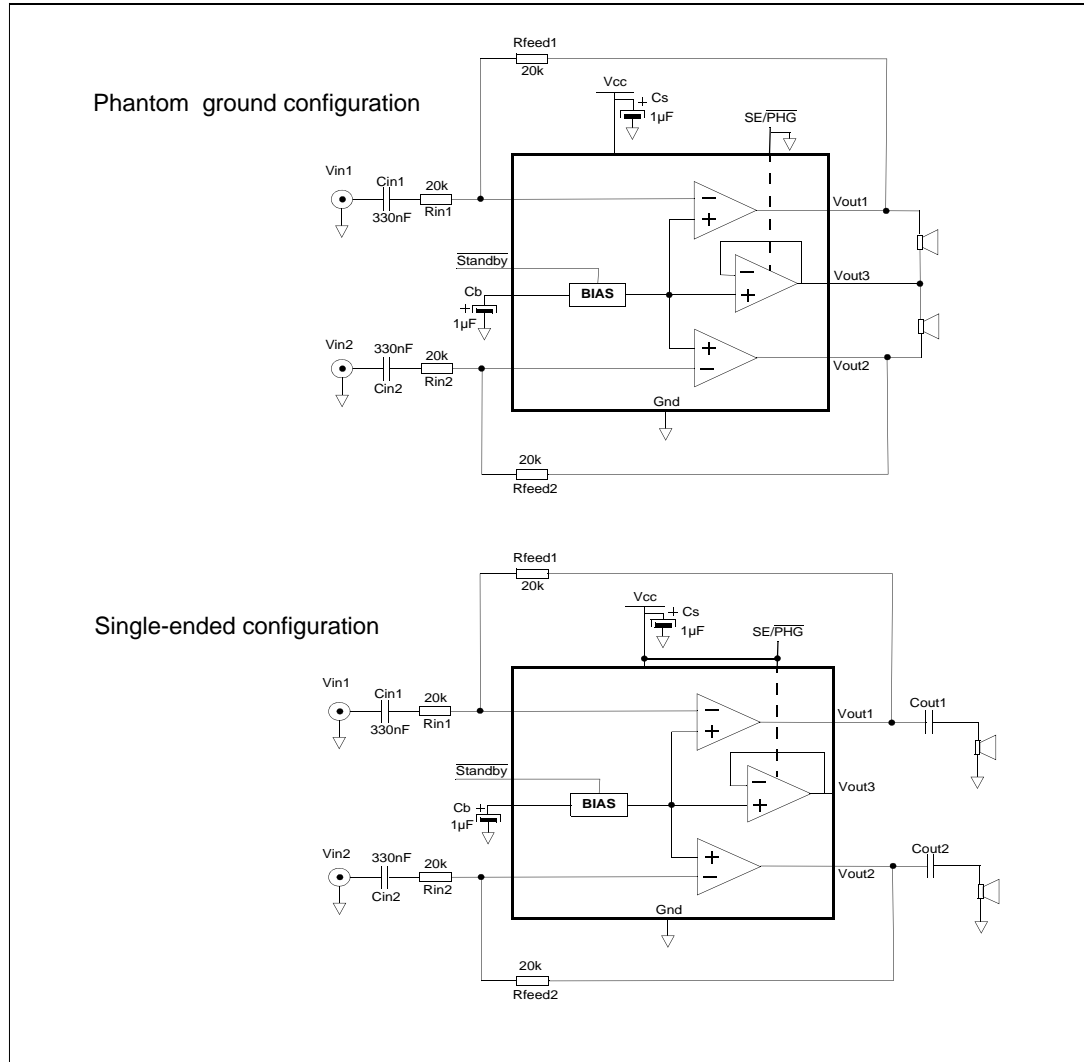 Phantom ground configuration
Rfeed1
20k
Vcc
+ Cs
1µF
SE/PHG
Vin1
Cin1
330nF
20k
Rin1
−
+
Vout1
Standby
BIAS
Cb
+
1µF
−
+
Vout3
Vin2
330nF
Cin2
20k
Rin2
+
−
Vout2
Gnd
20k
Rfeed2
Single-ended configuration
Rfeed1
20k
Vcc
+ Cs
1µF
SE/PHG
Vin1
Cin1
330nF
20k
Rin1
−
+
Vout1
Cout1
Standby
BIAS
Cb +
1µF
−
+
Vout3
Vin2
330nF
Cin2
20k
Rin2
+
−
Vout2
Cout2
Gnd
20k
Rfeed2